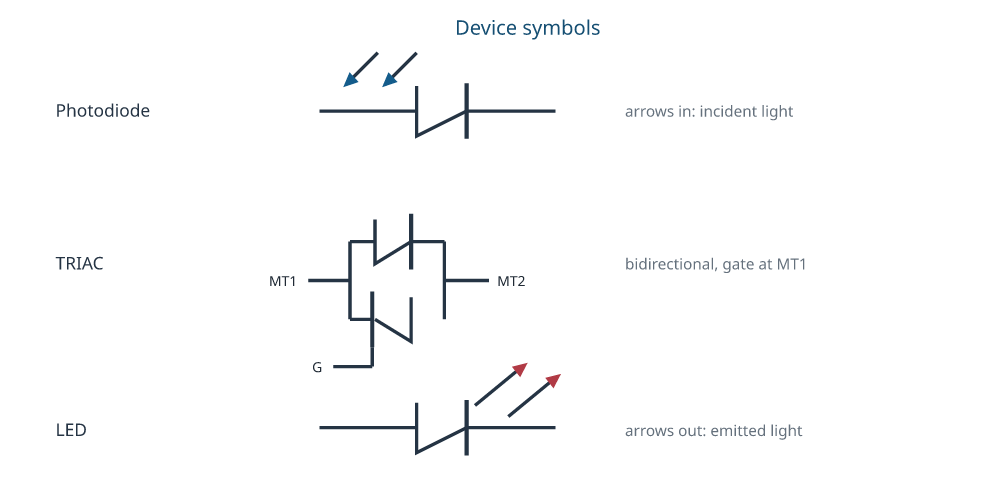 Device symbols
Photodiode
arrows in: incident light
TRIAC
bidirectional, gate at MT1
MT1
MT2
G
LED
arrows out: emitted light